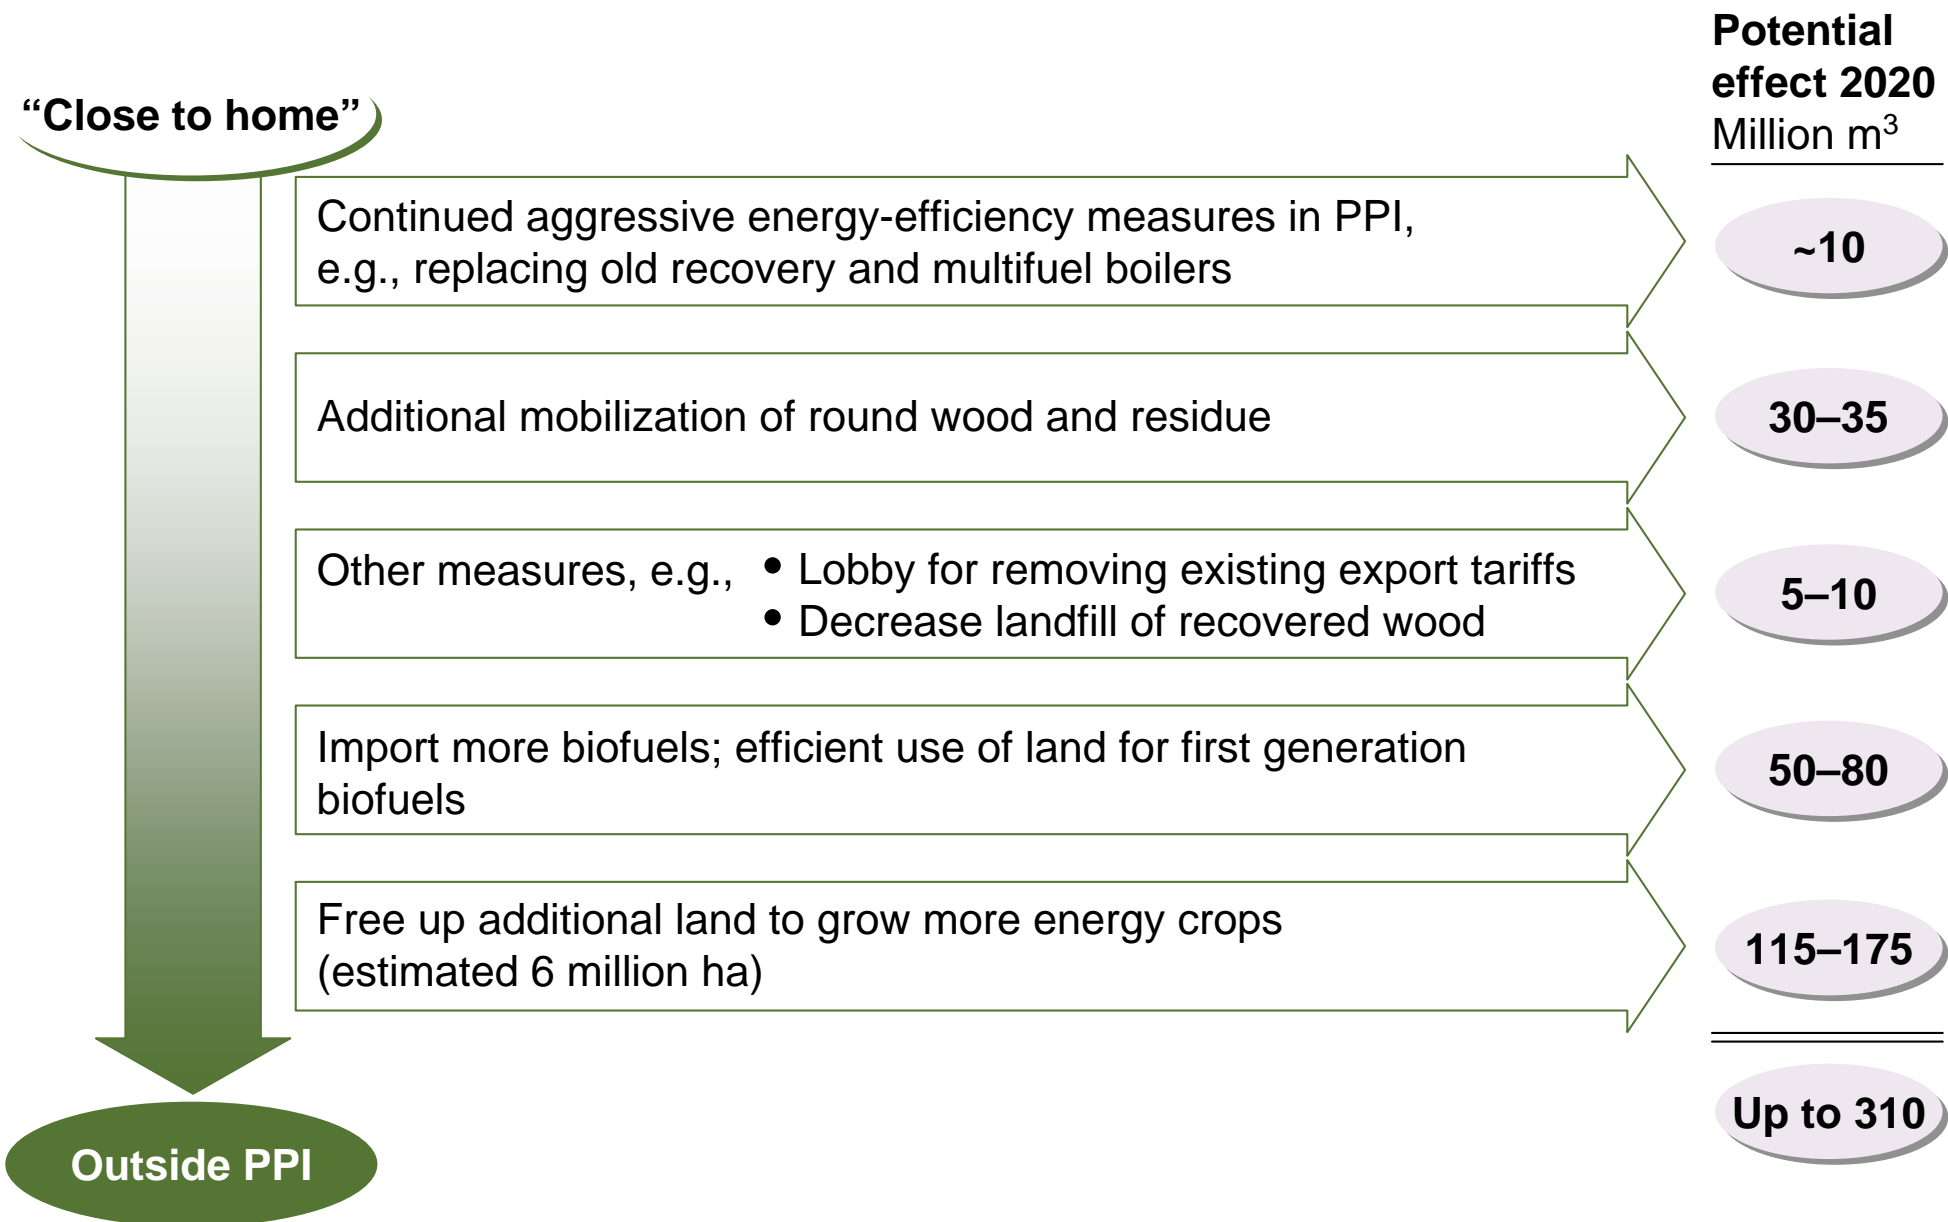 Potential
effect 2020
Million m³
“Close to home”
Continued aggressive energy-efficiency measures in PPI,
e.g., replacing old recovery and multifuel boilers
~10
Additional mobilization of round wood and residue
30–35
Other measures, e.g., • Lobby for removing existing export tariffs
• Decrease landfill of recovered wood
5–10
Import more biofuels; efficient use of land for first generation
biofuels
50–80
Free up additional land to grow more energy crops
(estimated 6 million ha)
115–175
Up to 310
Outside PPI